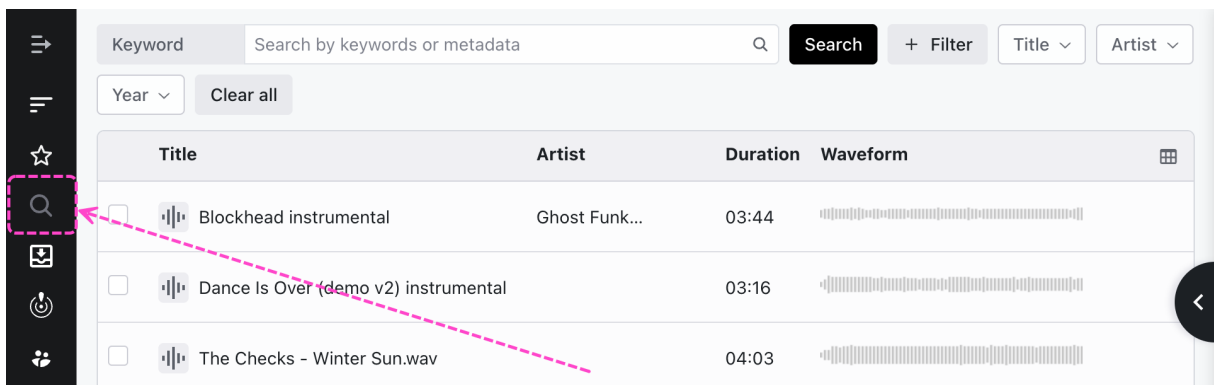 Keyword Search by keywords or metadata Search + Filter Title Artist
Year Clear all
Title Artist Duration Waveform
Blockhead instrumental Ghost Funk... 03:44
Dance Is Over (demo v2) instrumental 03:16
The Checks - Winter Sun.wav 04:03